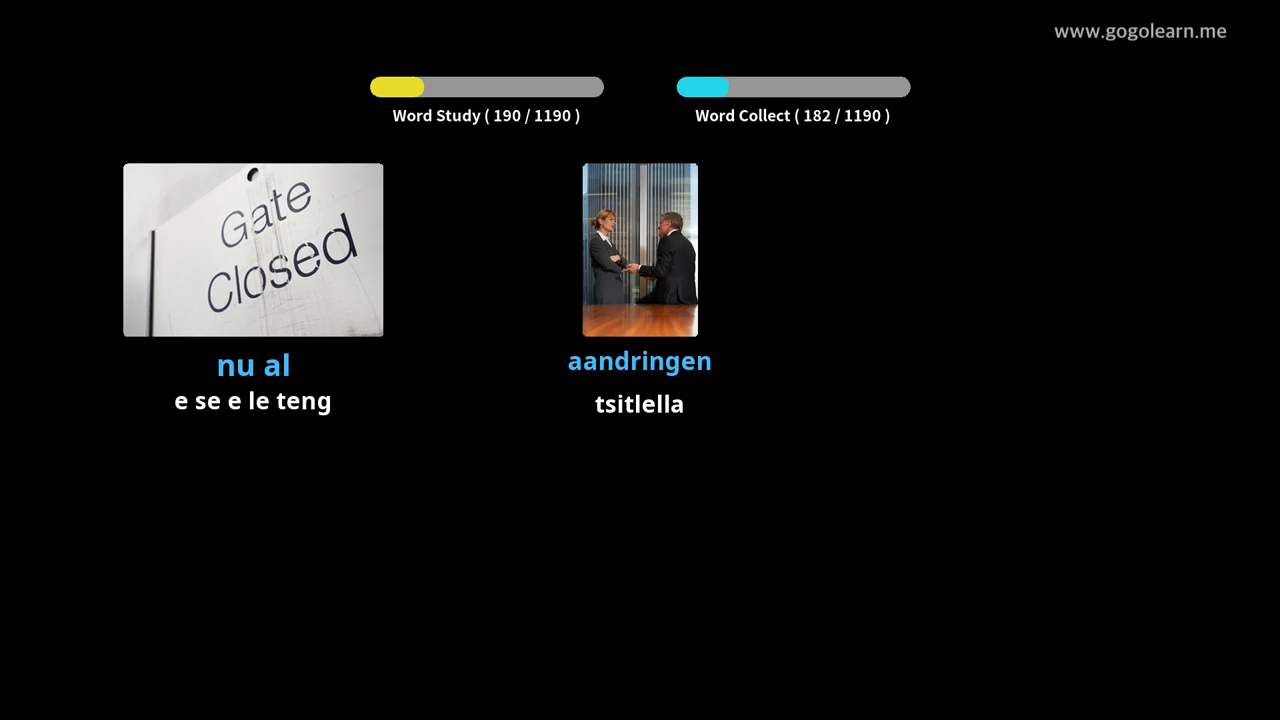 www.gogolearn.me
Word Study ( 190 / 1190 )
Word Collect ( 182 / 1190 )
Gate
Closed
nu al
e se e le teng
aandringen
tsitlella